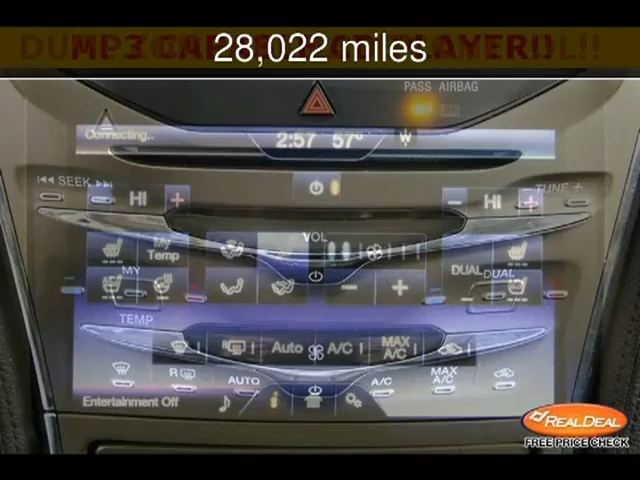 28,022 miles
PASS AIRBAG
Connecting..
2:57 57°
SEEK
TUNE +
HI +
- HI +
VOL
My Temp
MY
DUAL
DUAL
- +
TEMP
R
Auto
A/C
MAX A/C
R
AUTO
A/C
MAX A/C
Entertainment Off
REALDEAL
FREE PRICE CHECK